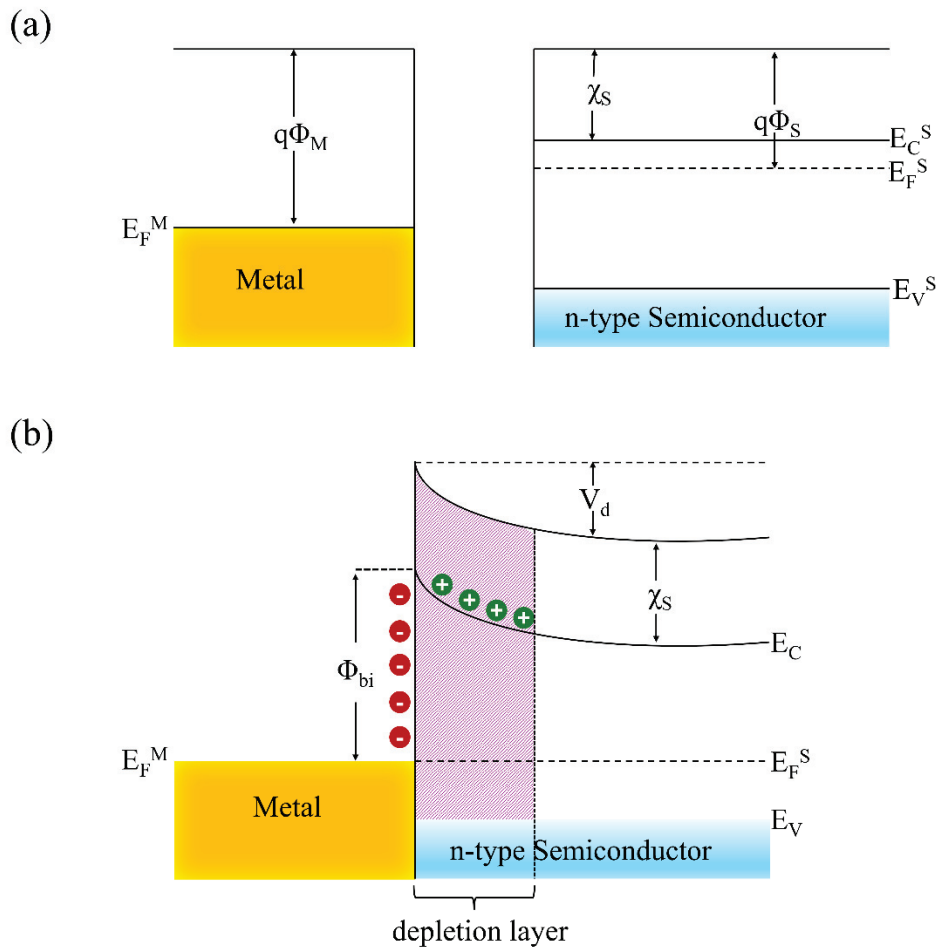 (a)
χS
qΦM
qΦS
ECS
EFS
EFM
Metal
EVS
n-type Semiconductor
(b)
Vd
+
+
+
+
-
-
-
-
-
χS
EC
Φbi
EFM
EFS
Metal
EV
n-type Semiconductor
depletion layer